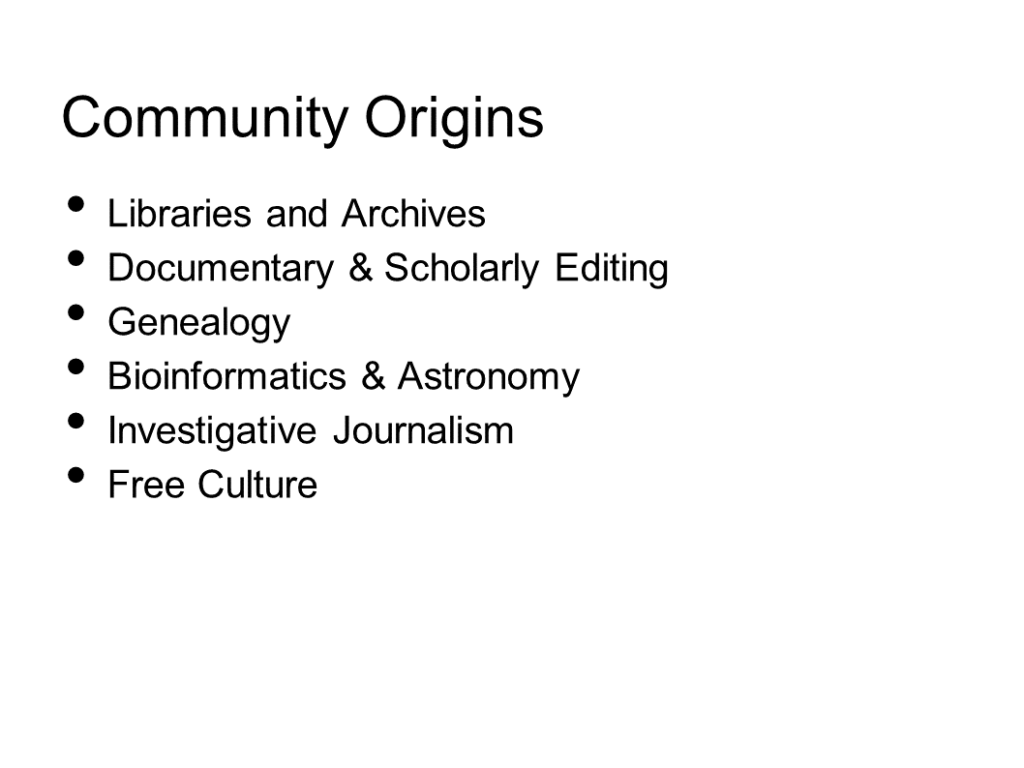 Community Origins
• Libraries and Archives
• Documentary & Scholarly Editing
• Genealogy
• Bioinformatics & Astronomy
• Investigative Journalism
• Free Culture